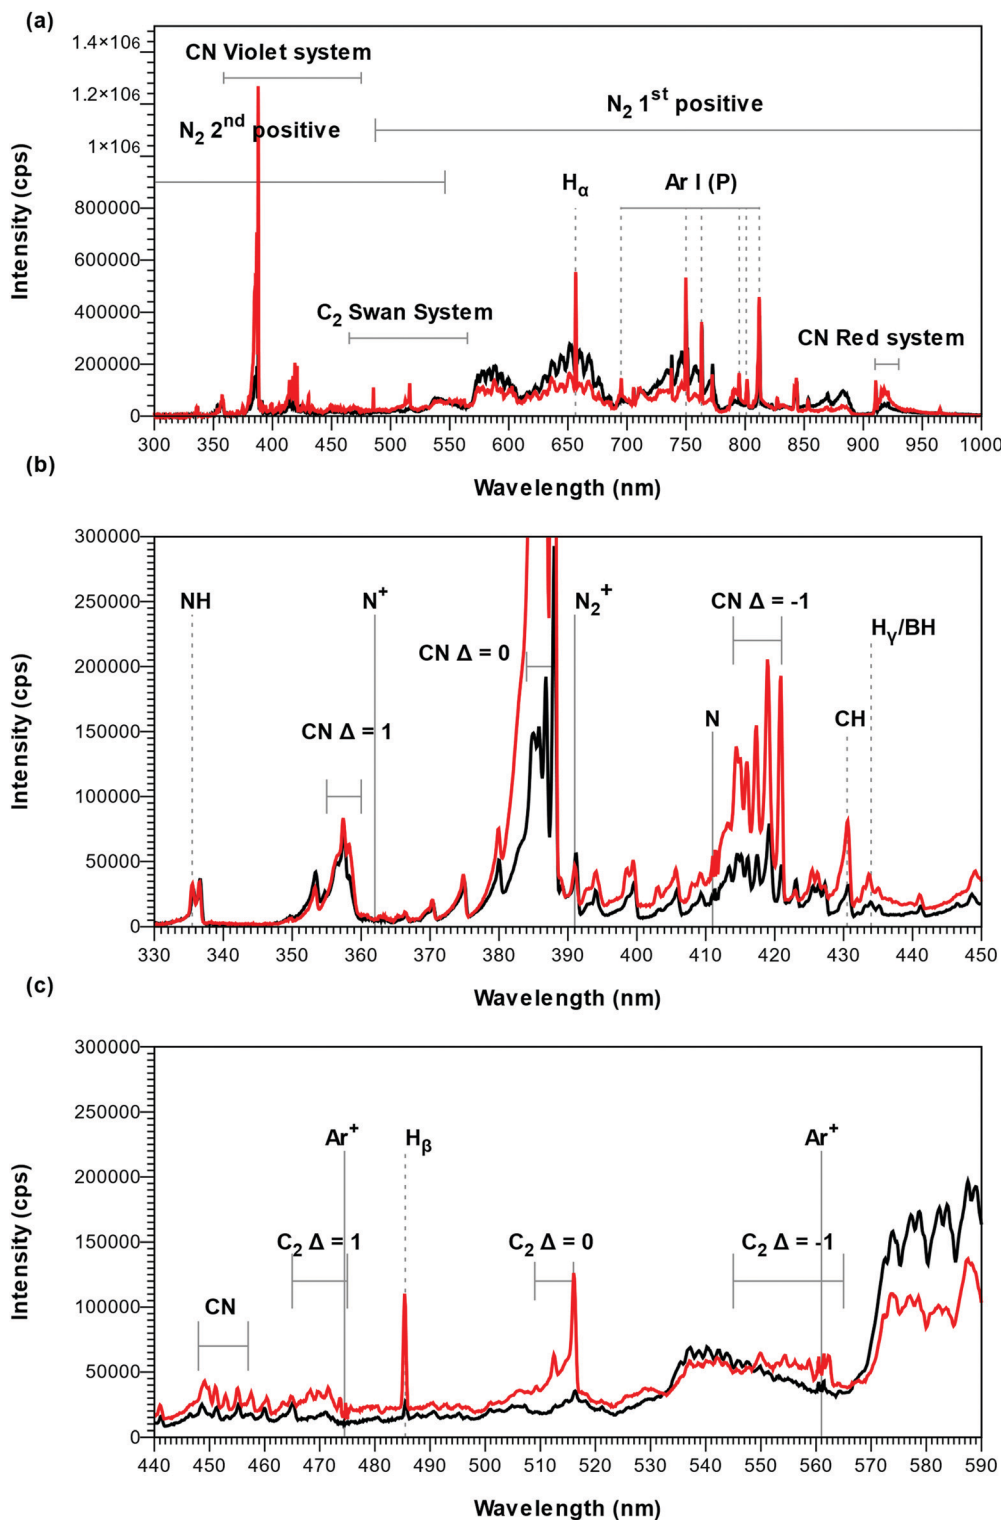 (a)
Intensity (cps)
1.4×10⁶
1.2×10⁶
1×10⁶
800000
600000
400000
200000
0
CN Violet system
N₂ 2ⁿᵈ positive
N₂ 1ˢᵗ positive
C₂ Swan System
Hα
Ar I (P)
CN Red system
300 350 400 450 500 550 600 650 700 750 800 850 900 950 1000
Wavelength (nm)
(b)
Intensity (cps)
300000
250000
200000
150000
100000
50000
0
NH
N⁺
CN Δ = 1
CN Δ = 0
N₂⁺
CN Δ = -1
N
CH
Hγ/BH
330 340 350 360 370 380 390 400 410 420 430 440 450
Wavelength (nm)
(c)
Intensity (cps)
300000
250000
200000
150000
100000
50000
0
CN
C₂ Δ = 1
Ar⁺
Hβ
C₂ Δ = 0
C₂ Δ = -1
Ar⁺
440 450 460 470 480 490 500 510 520 530 540 550 560 570 580 590
Wavelength (nm)